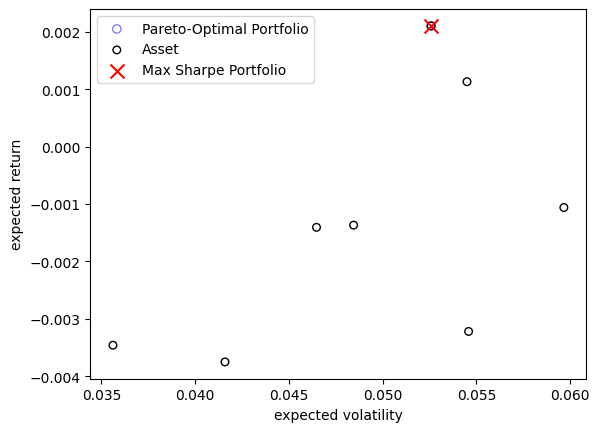 Pareto-Optimal Portfolio
Asset
Max Sharpe Portfolio
0.002
0.001
0.000
−0.001
−0.002
−0.003
−0.004
expected return
0.035
0.040
0.045
0.050
0.055
0.060
expected volatility